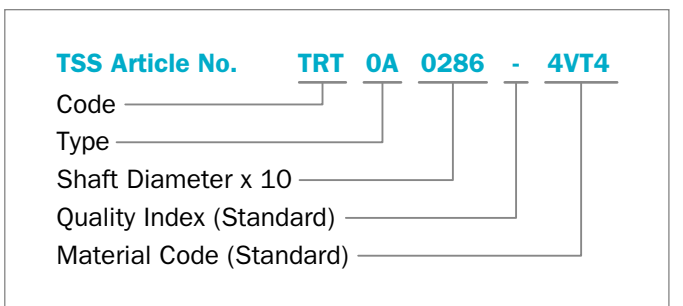 TSS Article No. TRT 0A 0286 - 4VT4
Code
Type
Shaft Diameter x 10
Quality Index (Standard)
Material Code (Standard)